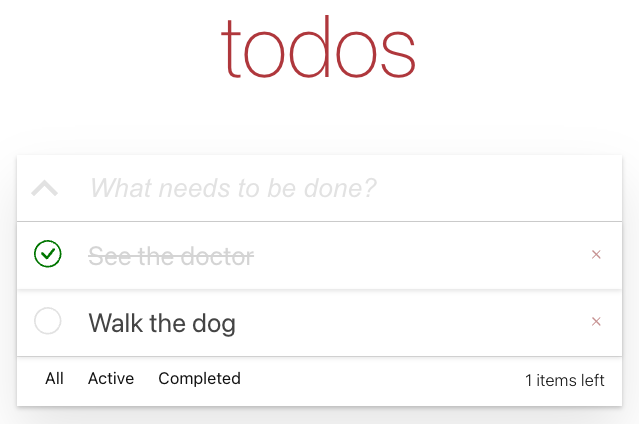 todos
What needs to be done?
See the doctor
Walk the dog
All Active Completed 1 items left